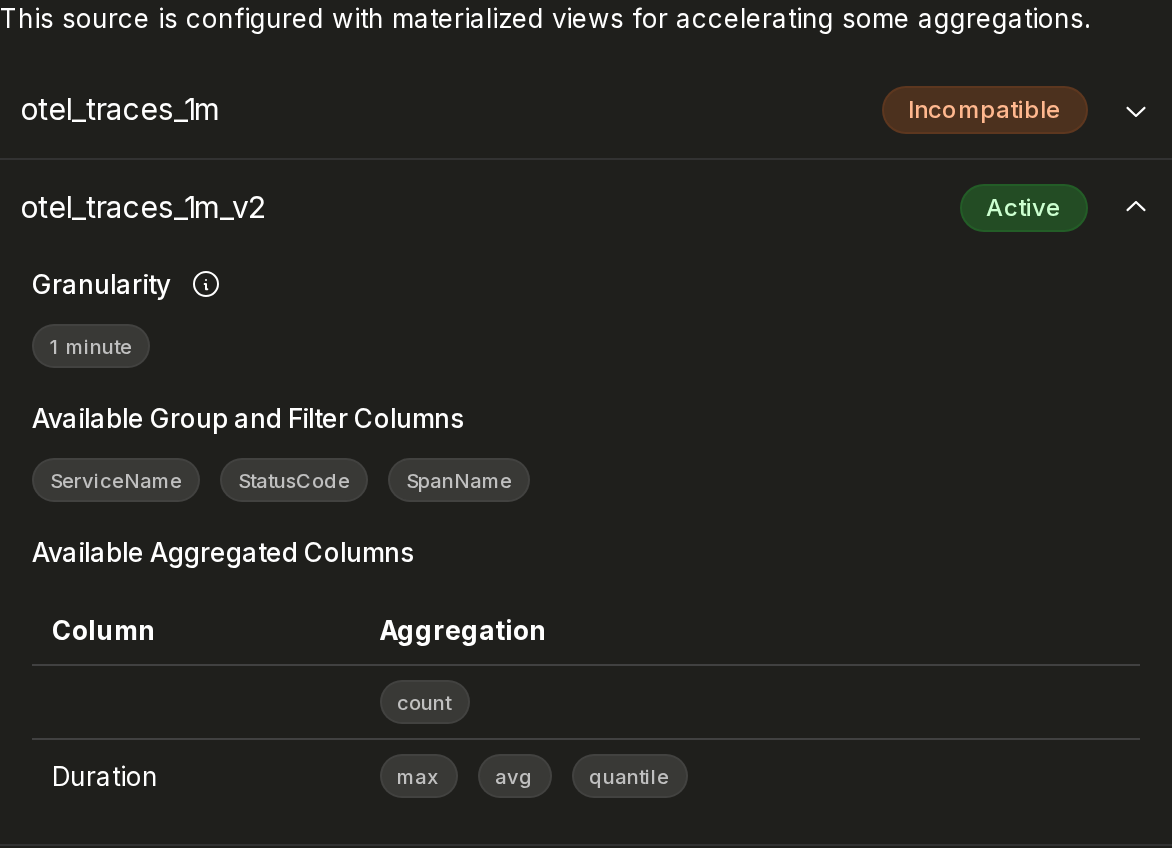 This source is configured with materialized views for accelerating some aggregations.
otel_traces_1m Incompatible
otel_traces_1m_v2 Active
Granularity
1 minute
Available Group and Filter Columns
ServiceName StatusCode SpanName
Available Aggregated Columns
Column Aggregation
count
Duration max avg quantile